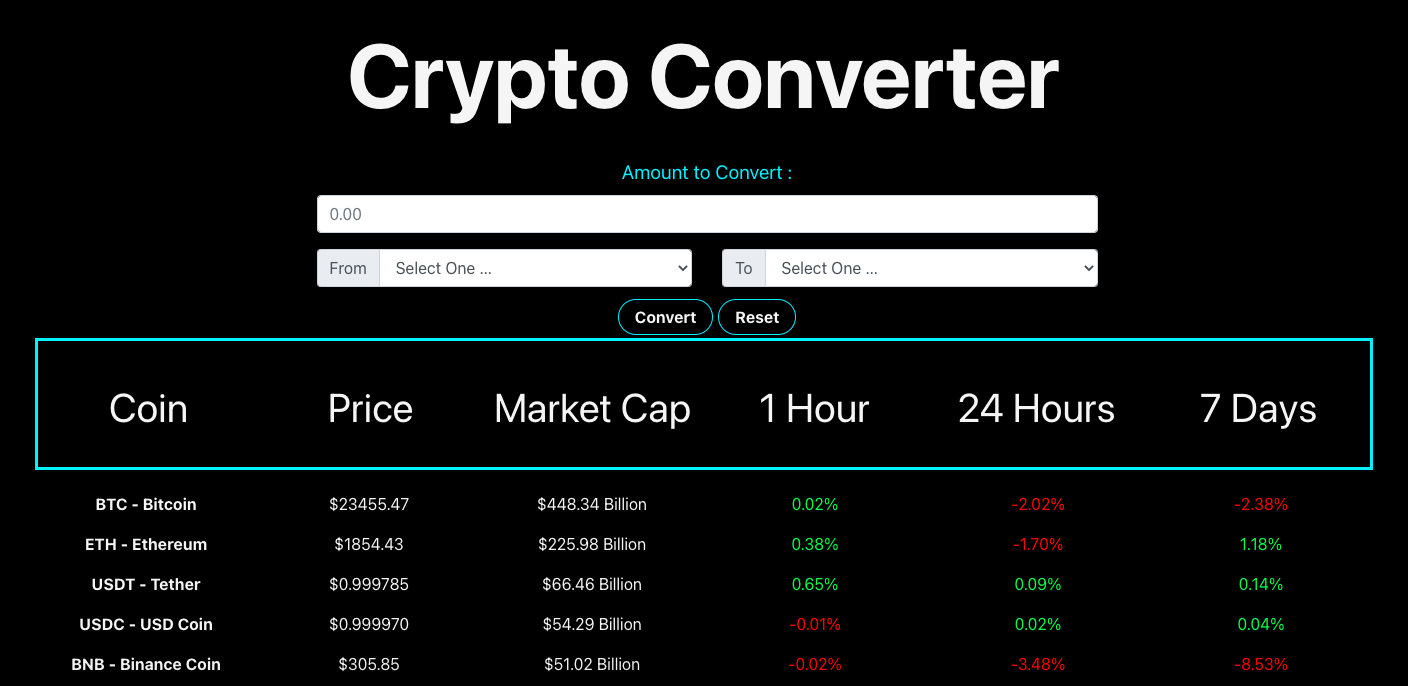 Crypto Converter
Amount to Convert :
0.00
From Select One ... To Select One ...
Convert Reset
Coin Price Market Cap 1 Hour 24 Hours 7 Days
BTC - Bitcoin $23455.47 $448.34 Billion 0.02% -2.02% -2.38%
ETH - Ethereum $1854.43 $225.98 Billion 0.38% -1.70% 1.18%
USDT - Tether $0.999785 $66.46 Billion 0.65% 0.09% 0.14%
USDC - USD Coin $0.999970 $54.29 Billion -0.01% 0.02% 0.04%
BNB - Binance Coin $305.85 $51.02 Billion -0.02% -3.48% -8.53%